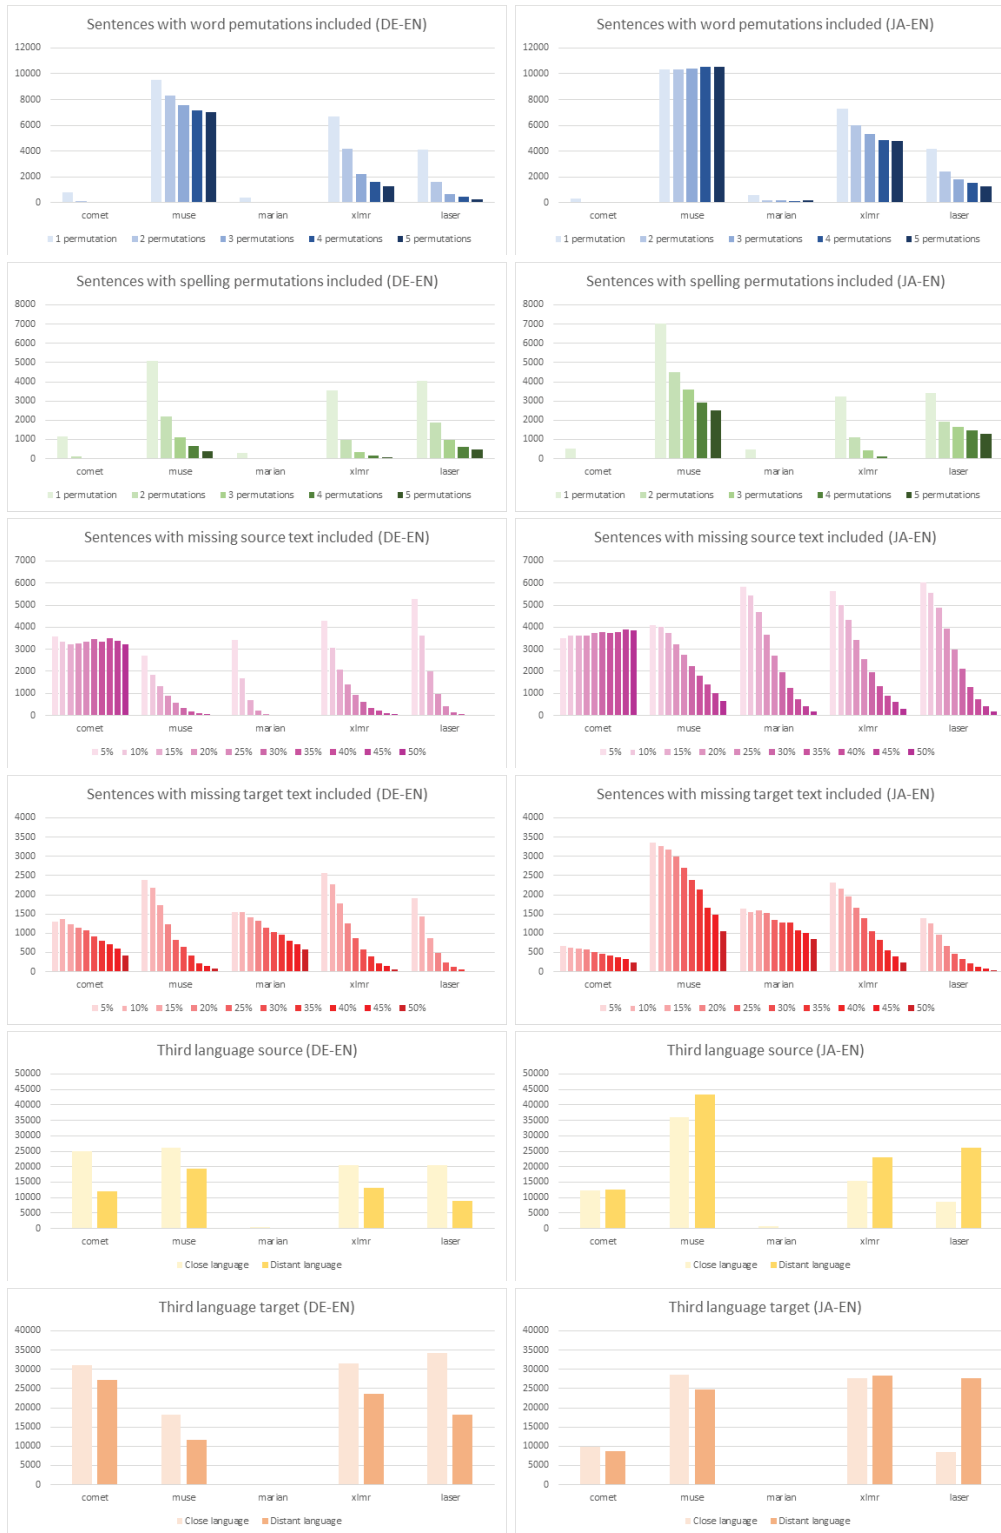 Sentences with word pemutations included (DE-EN)
12000
10000
8000
6000
4000
2000
0
comet muse marian xlmr laser
1 permutation 2 permutations 3 permutations 4 permutations 5 permutations
Sentences with word pemutations included (JA-EN)
12000
10000
8000
6000
4000
2000
0
comet muse marian xlmr laser
1 permutation 2 permutations 3 permutations 4 permutations 5 permutations
Sentences with spelling permutations included (DE-EN)
8000
7000
6000
5000
4000
3000
2000
1000
0
comet muse marian xlmr laser
1 permutation 2 permutations 3 permutations 4 permutations 5 permutations
Sentences with spelling permutations included (JA-EN)
8000
7000
6000
5000
4000
3000
2000
1000
0
comet muse marian xlmr laser
1 permutation 2 permutations 3 permutations 4 permutations 5 permutations
Sentences with missing source text included (DE-EN)
7000
6000
5000
4000
3000
2000
1000
0
comet muse marian xlmr laser
5% 10% 15% 20% 25% 30% 35% 40% 45% 50%
Sentences with missing source text included (JA-EN)
7000
6000
5000
4000
3000
2000
1000
0
comet muse marian xlmr laser
5% 10% 15% 20% 25% 30% 35% 40% 45% 50%
Sentences with missing target text included (DE-EN)
4000
3500
3000
2500
2000
1500
1000
500
0
comet muse marian xlmr laser
5% 10% 15% 20% 25% 30% 35% 40% 45% 50%
Sentences with missing target text included (JA-EN)
4000
3500
3000
2500
2000
1500
1000
500
0
comet muse marian xlmr laser
5% 10% 15% 20% 25% 30% 35% 40% 45% 50%
Third language source (DE-EN)
50000
45000
40000
35000
30000
25000
20000
15000
10000
5000
0
comet muse marian xlmr laser
Close language Distant language
Third language source (JA-EN)
50000
45000
40000
35000
30000
25000
20000
15000
10000
5000
0
comet muse marian xlmr laser
Close language Distant language
Third language target (DE-EN)
40000
35000
30000
25000
20000
15000
10000
5000
0
comet muse marian xlmr laser
Close language Distant language
Third language target (JA-EN)
40000
35000
30000
25000
20000
15000
10000
5000
0
comet muse marian xlmr laser
Close language Distant language